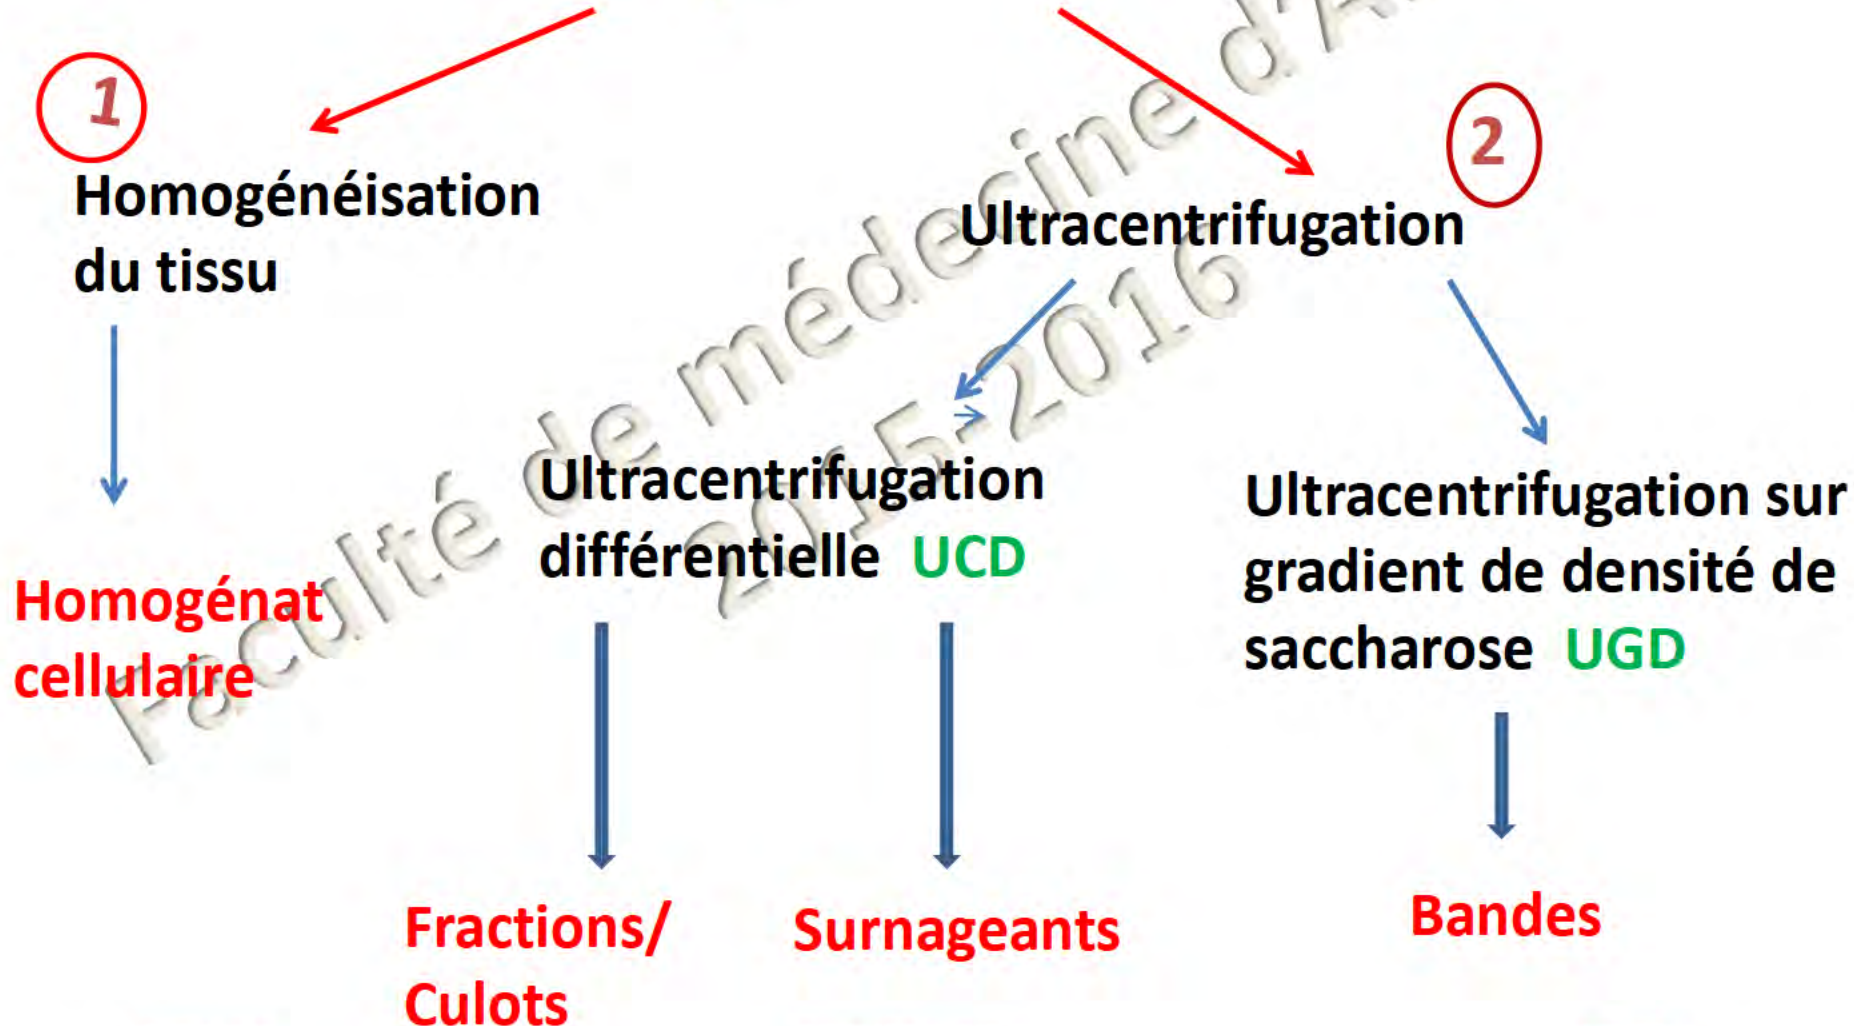 1
Homogénéisation
du tissu
2
Ultracentrifugation
Homogénat
cellulaire
Ultracentrifugation
différentielle UCD
Ultracentrifugation sur
gradient de densité de
saccharose UGD
Fractions/
Culots
Surnageants
Bandes
Faculté de médecine
2015-2016